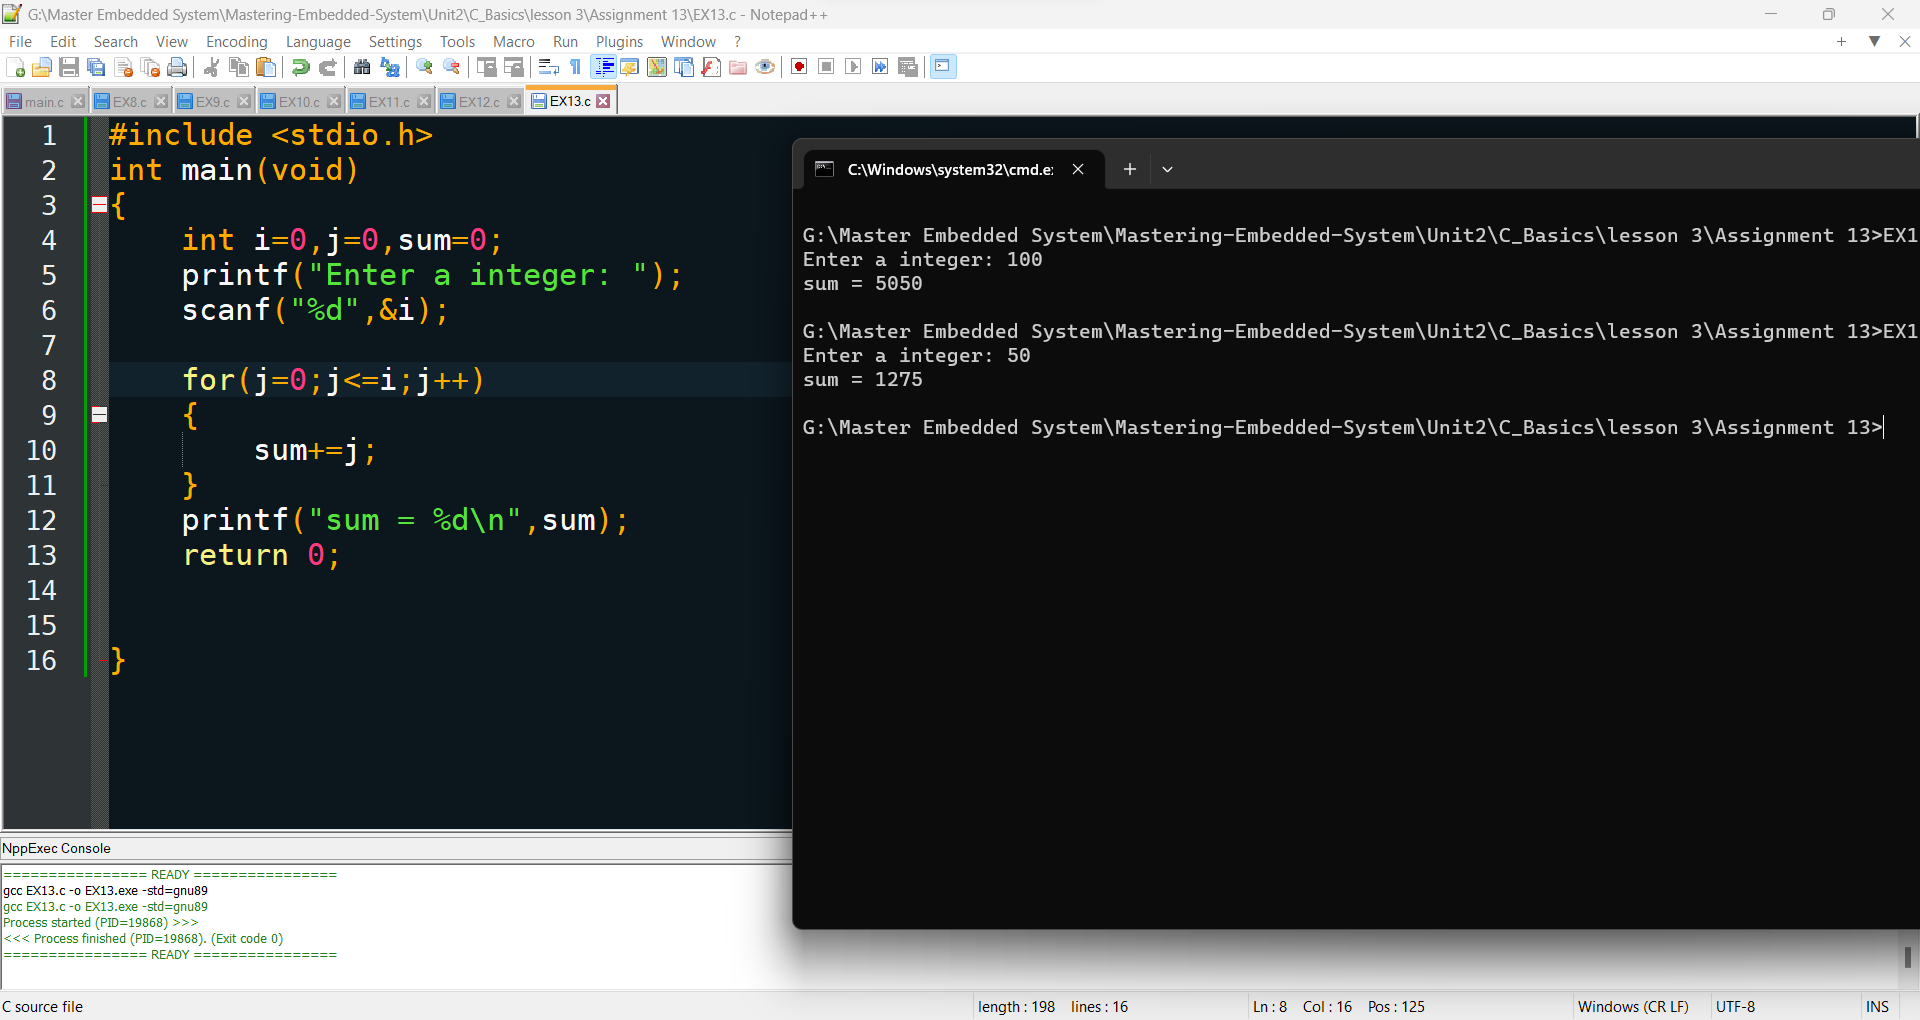 G:\Master Embedded System\Mastering-Embedded-System\Unit2\C_Basics\lesson 3\Assignment 13\EX13.c - Notepad++
File Edit Search View Encoding Language Settings Tools Macro Run Plugins Window ?
main.c EX8.c EX9.c EX10.c EX11.c EX12.c EX13.c
1 #include <stdio.h>
2 int main(void)
3 {
4 int i=0,j=0,sum=0;
5 printf("Enter a integer: ");
6 scanf("%d",&i);
7
8 for(j=0;j<=i;j++)
9 {
10 sum+=j;
11 }
12 printf("sum = %d\n",sum);
13 return 0;
14
15
16 }
C:\Windows\system32\cmd.e:
G:\Master Embedded System\Mastering-Embedded-System\Unit2\C_Basics\lesson 3\Assignment 13>EX1
Enter a integer: 100
sum = 5050
G:\Master Embedded System\Mastering-Embedded-System\Unit2\C_Basics\lesson 3\Assignment 13>EX1
Enter a integer: 50
sum = 1275
G:\Master Embedded System\Mastering-Embedded-System\Unit2\C_Basics\lesson 3\Assignment 13>
NppExec Console
================ READY ================
gcc EX13.c -o EX13.exe -std=gnu89
gcc EX13.c -o EX13.exe -std=gnu89
Process started (PID=19868) >>>
<<< Process finished (PID=19868). (Exit code 0)
================ READY ================
C source file length : 198 lines : 16 Ln : 8 Col : 16 Pos : 125 Windows (CR LF) UTF-8 INS